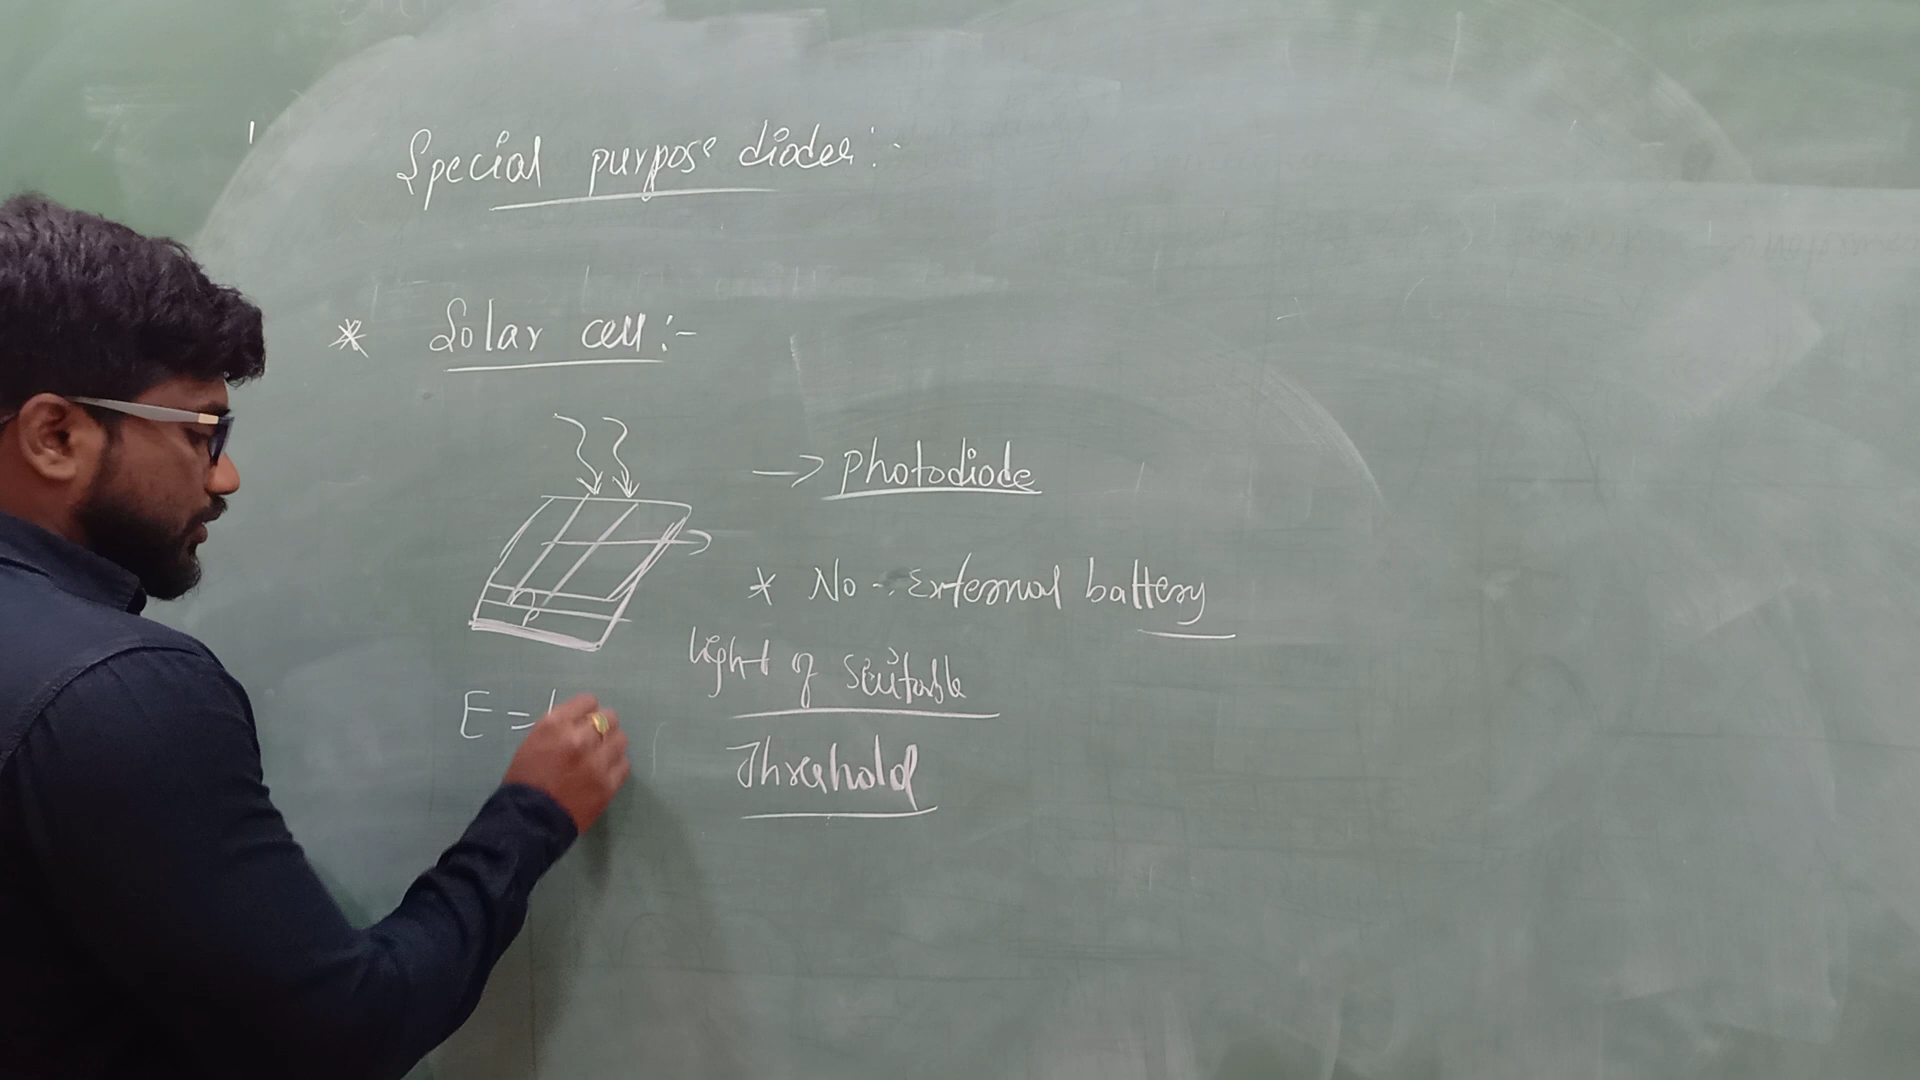 Special purpose diodes:-
* Solar cell:-
→ photodiode
* No - External battery
light of suitable
Threshold
n
p
E =